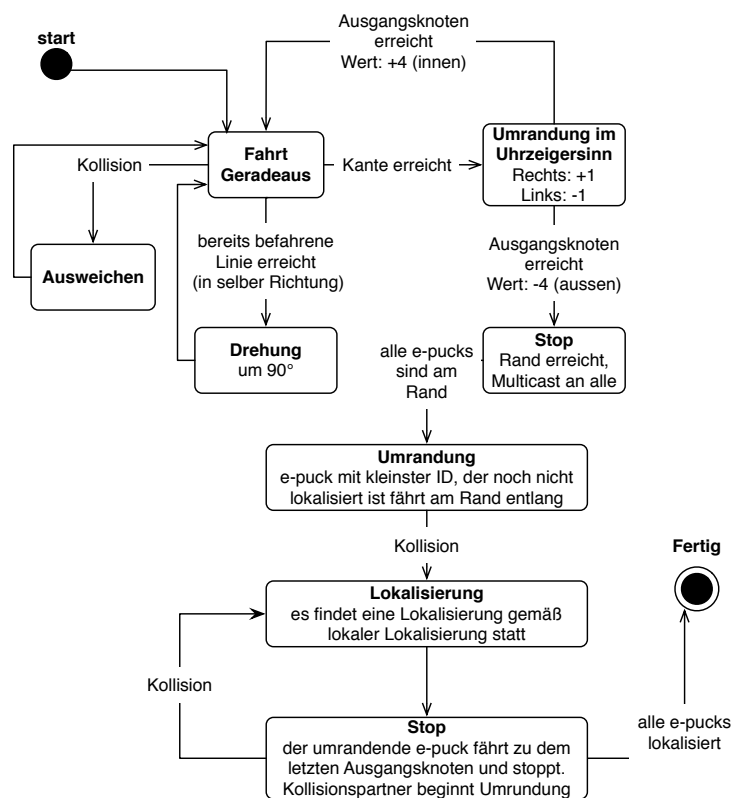 start
Ausgangsknoten
erreicht
Wert: +4 (innen)
Fahrt
Geradeaus
Kollision
Kante erreicht
Umrandung im
Uhrzeigersinn
Rechts: +1
Links: -1
Ausweichen
bereits befahrene
Linie erreicht
(in selber Richtung)
Ausgangsknoten
erreicht
Wert: -4 (aussen)
Drehung
um 90°
alle e-pucks
sind am
Rand
Stop
Rand erreicht,
Multicast an alle
Umrandung
e-puck mit kleinster ID, der noch nicht
lokalisiert ist fährt am Rand entlang
Kollision
Fertig
Lokalisierung
es findet eine Lokalisierung gemäß
lokaler Lokalisierung statt
Kollision
Stop
der umrandende e-puck fährt zu dem
letzten Ausgangsknoten und stoppt.
Kollisionspartner beginnt Umrundung
alle e-pucks
lokalisiert